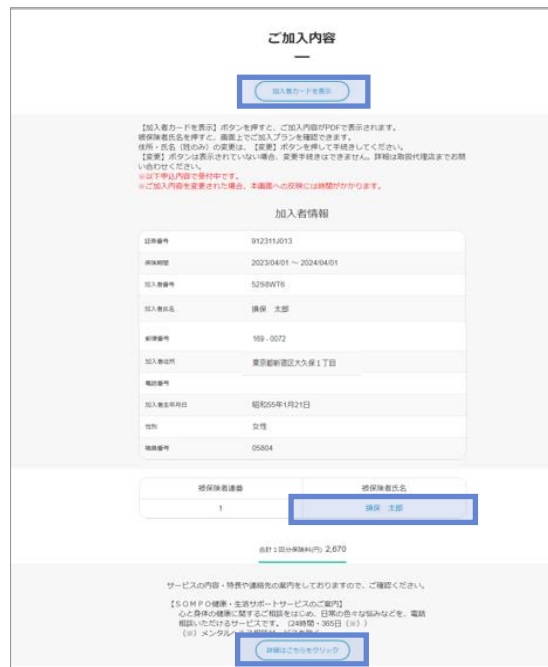 ご加入内容
加入者カードを表示
【加入者カードを表示】ボタンを押すと、ご加入内容がPDFで表示されます。
被保険者氏名を押すと、画面上でご加入プランを確認できます。
住所・氏名（姓のみ）の変更は、【変更】ボタンを押して手続きしてください。
【変更】ボタンは表示されていない場合、変更手続きはできません。詳細は取扱代理店までお問
い合わせください。
※以下申込内容で受付中です。
※ご加入内容を変更された場合、本画面への反映には時間がかかります。
加入者情報
証券番号 912311J013
保険期間 2023/04/01 ～ 2024/04/01
加入者番号 52S8WT6
加入者氏名 損保 太郎
郵便番号 169 - 0072
加入者住所 東京都新宿区大久保１丁目
電話番号
加入者生年月日 昭和55年1月21日
性別 女性
職員番号 05804
被保険者連番 被保険者氏名
1 損保 太郎
合計１回分保険料(円) 2,670
サービスの内容・特長や連絡先の案内をしておりますので、ご確認ください。
【ＳＯＭＰＯ健康・生活サポートサービスのご案内】
心と身体の健康に関するご相談をはじめ、日常の色々な悩みなどを、電話
相談いただけるサービスです。（24時間・365日（※））
（※）メンタルヘルス
詳細はこちらをクリック